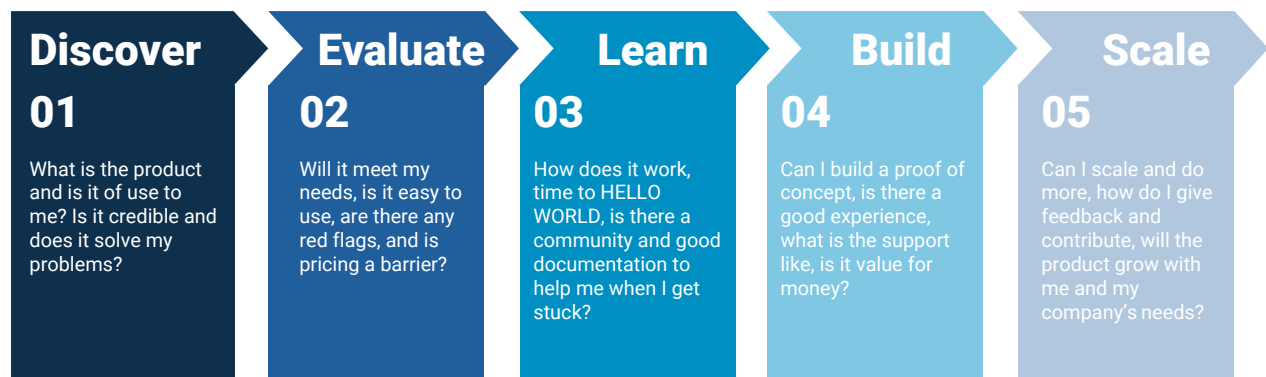 Discover
01
What is the product
and is it of use to
me? Is it credible and
does it solve my
problems?
Evaluate
02
Will it meet my
needs, is it easy to
use, are there any
red flags, and is
pricing a barrier?
Learn
03
How does it work,
time to HELLO
WORLD, is there a
community and good
documentation to
help me when I get
stuck?
Build
04
Can I build a proof of
concept, is there a
good experience,
what is the support
like, is it value for
money?
Scale
05
Can I scale and do
more, how do I give
feedback and
contribute, will the
product grow with
me and my
company's needs?